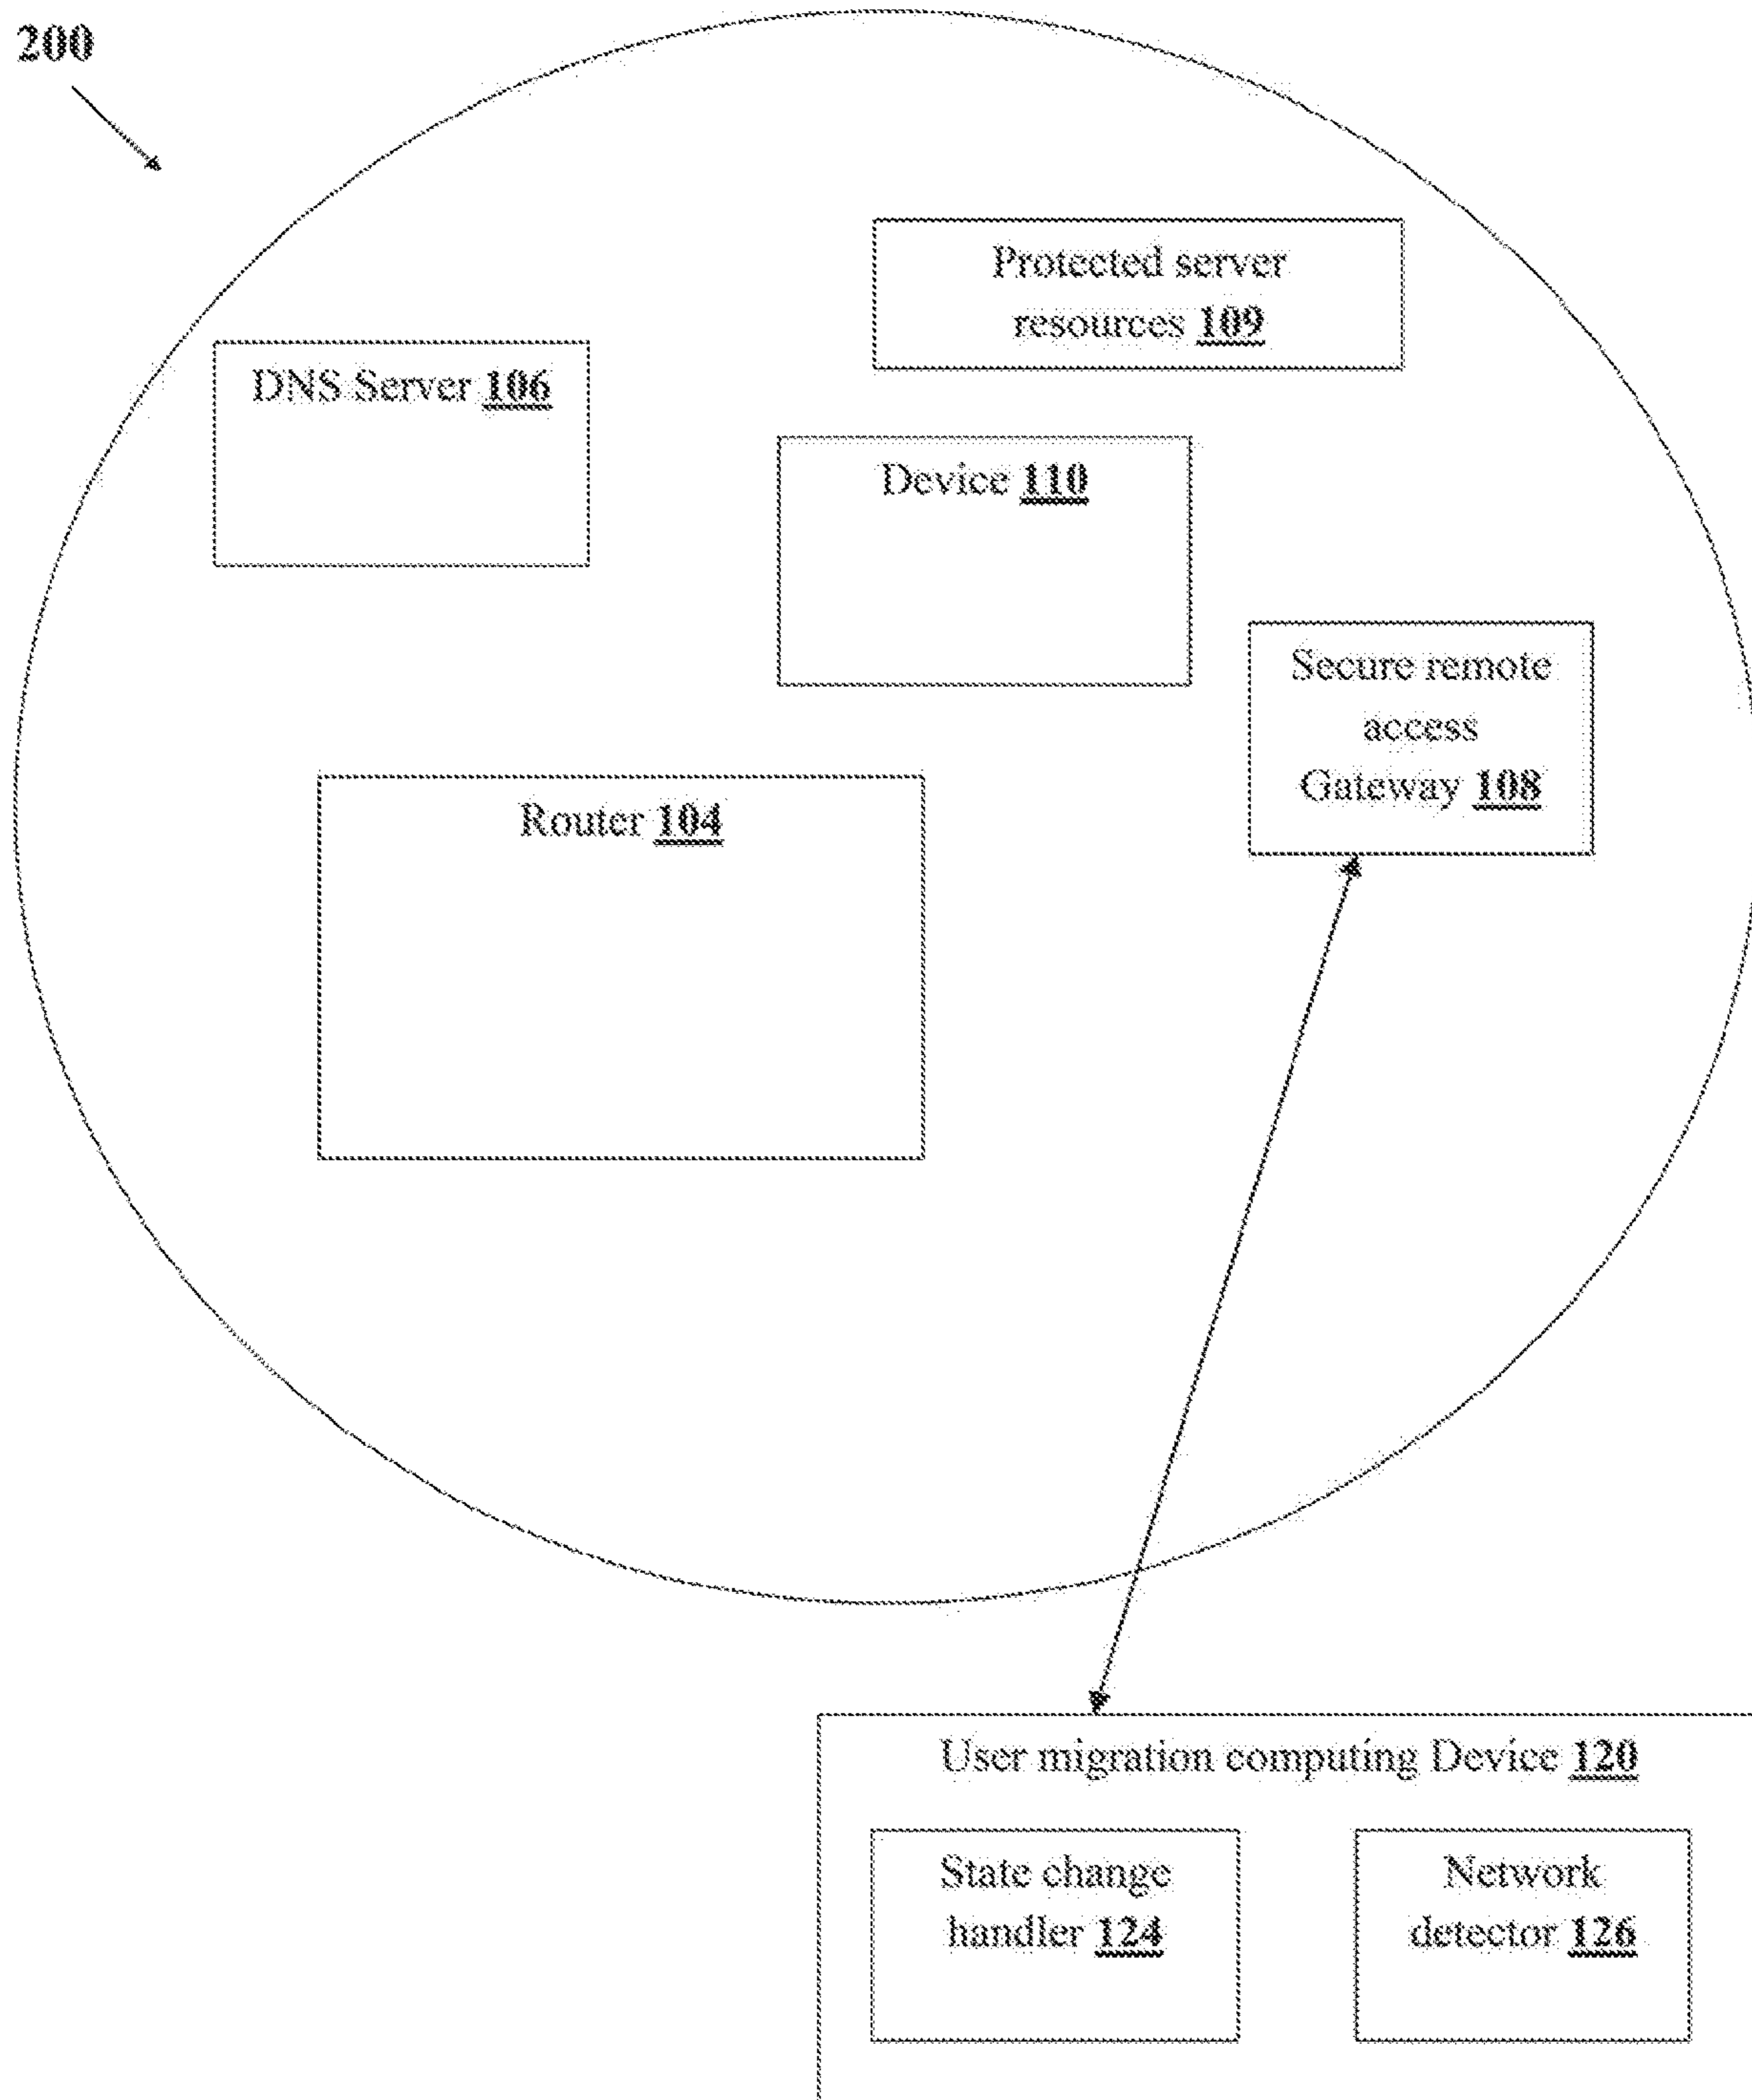 200
Protected server
resources 109
DNS Server 106
Device 110
Secure remote
access
Gateway 108
Router 104
User migration computing Device 120
State change
handler 124
Network
detector 126